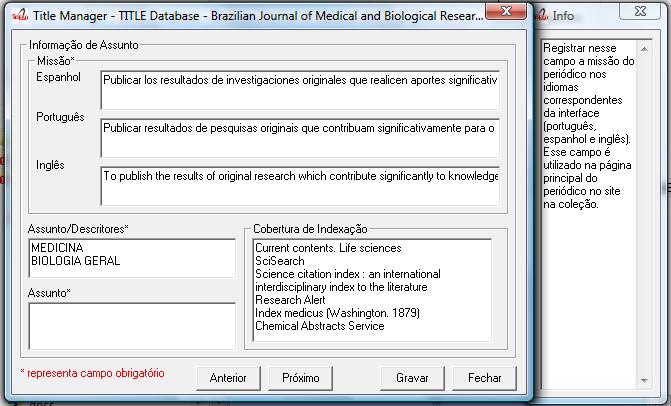 Title Manager - TITLE Database - Brazilian Journal of Medical and Biological Resear...
Informação de Assunto
Missão*
Espanhol
Publicar los resultados de investigaciones originales que realicen aportes significativ
Português
Publicar resultados de pesquisas originais que contribuam significativamente para o
Inglês
To publish the results of original research which contribute significantly to knowledge
Assunto/Descritores*
MEDICINA
BIOLOGIA GERAL
Assunto*
Cobertura de Indexação
Current contents. Life sciences
SciSearch
Science citation index : an international
interdisciplinary index to the literature
Research Alert
Index medicus (Washington. 1879)
Chemical Abstracts Service
* representa campo obrigatório
Anterior
Próximo
Gravar
Fechar
Info
Registrar nesse
campo a missão do
periódico nos
idiomas
correspondentes
da interface
(português,
espanhol e inglês).
Esse campo é
utilizado na página
principal do
periódico no site
na coleção.